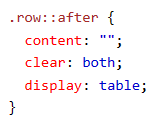 .row::after {
  content: "";
  clear: both;
  display: table;
}